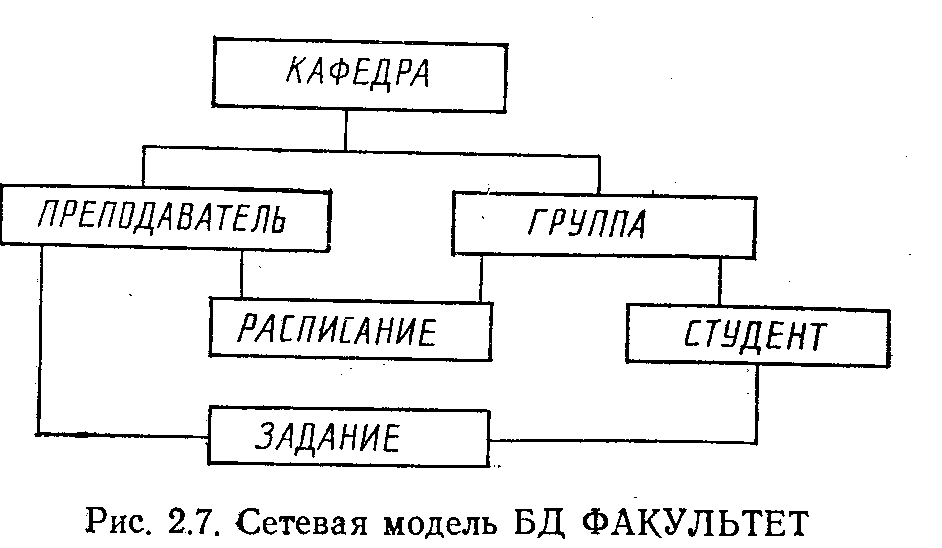 КАФЕДРА
ПРЕПОДАВАТЕЛЬ
ГРУППА
РАСПИСАНИЕ
СТУДЕНТ
ЗАДАНИЕ
Рис. 2.7. Сетевая модель БД ФАКУЛЬТЕТ